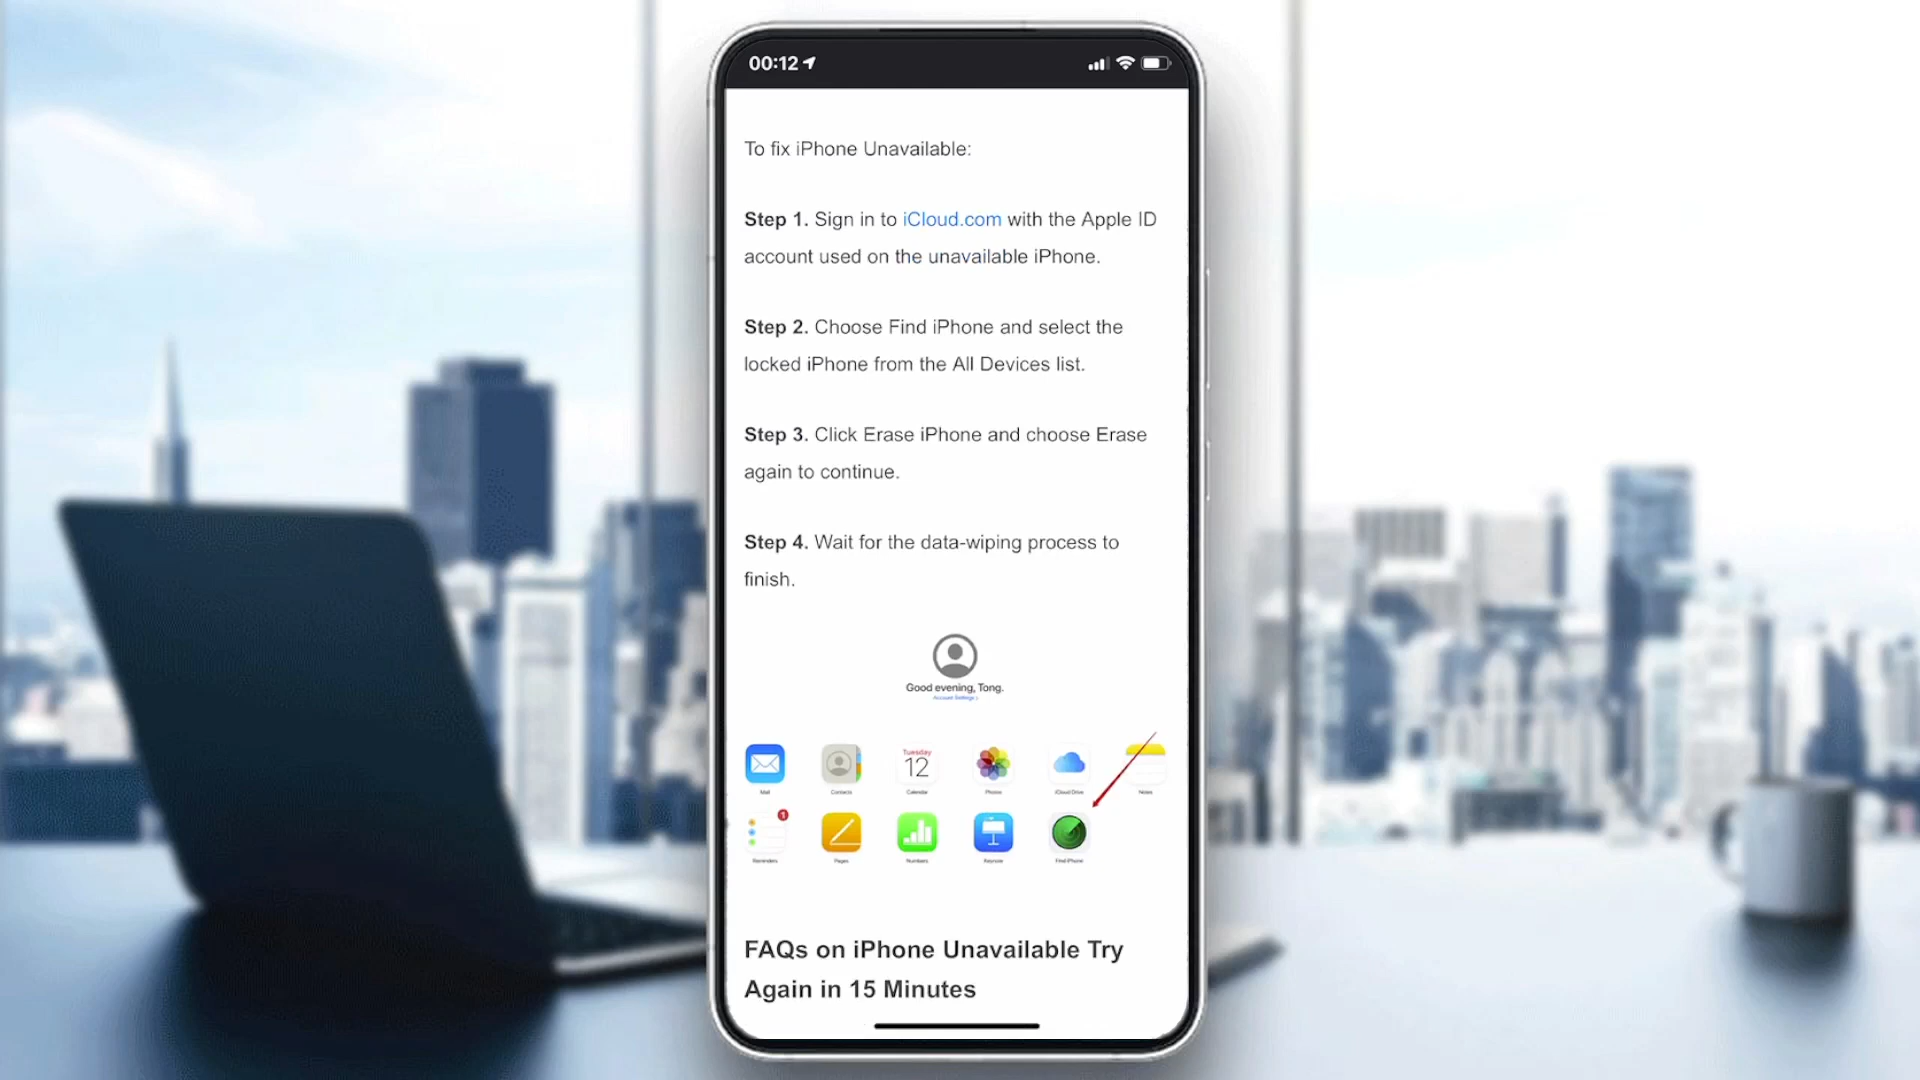 00:12
To fix iPhone Unavailable:
Step 1. Sign in to iCloud.com with the Apple ID
account used on the unavailable iPhone.
Step 2. Choose Find iPhone and select the
locked iPhone from the All Devices list.
Step 3. Click Erase iPhone and choose Erase
again to continue.
Step 4. Wait for the data-wiping process to
finish.
Good evening, Tong.
Account Settings >
Tuesday
12
Mail Contacts Calendar Photos iCloud Drive Notes
1
Reminders Pages Numbers Keynote Find iPhone
FAQs on iPhone Unavailable Try
Again in 15 Minutes